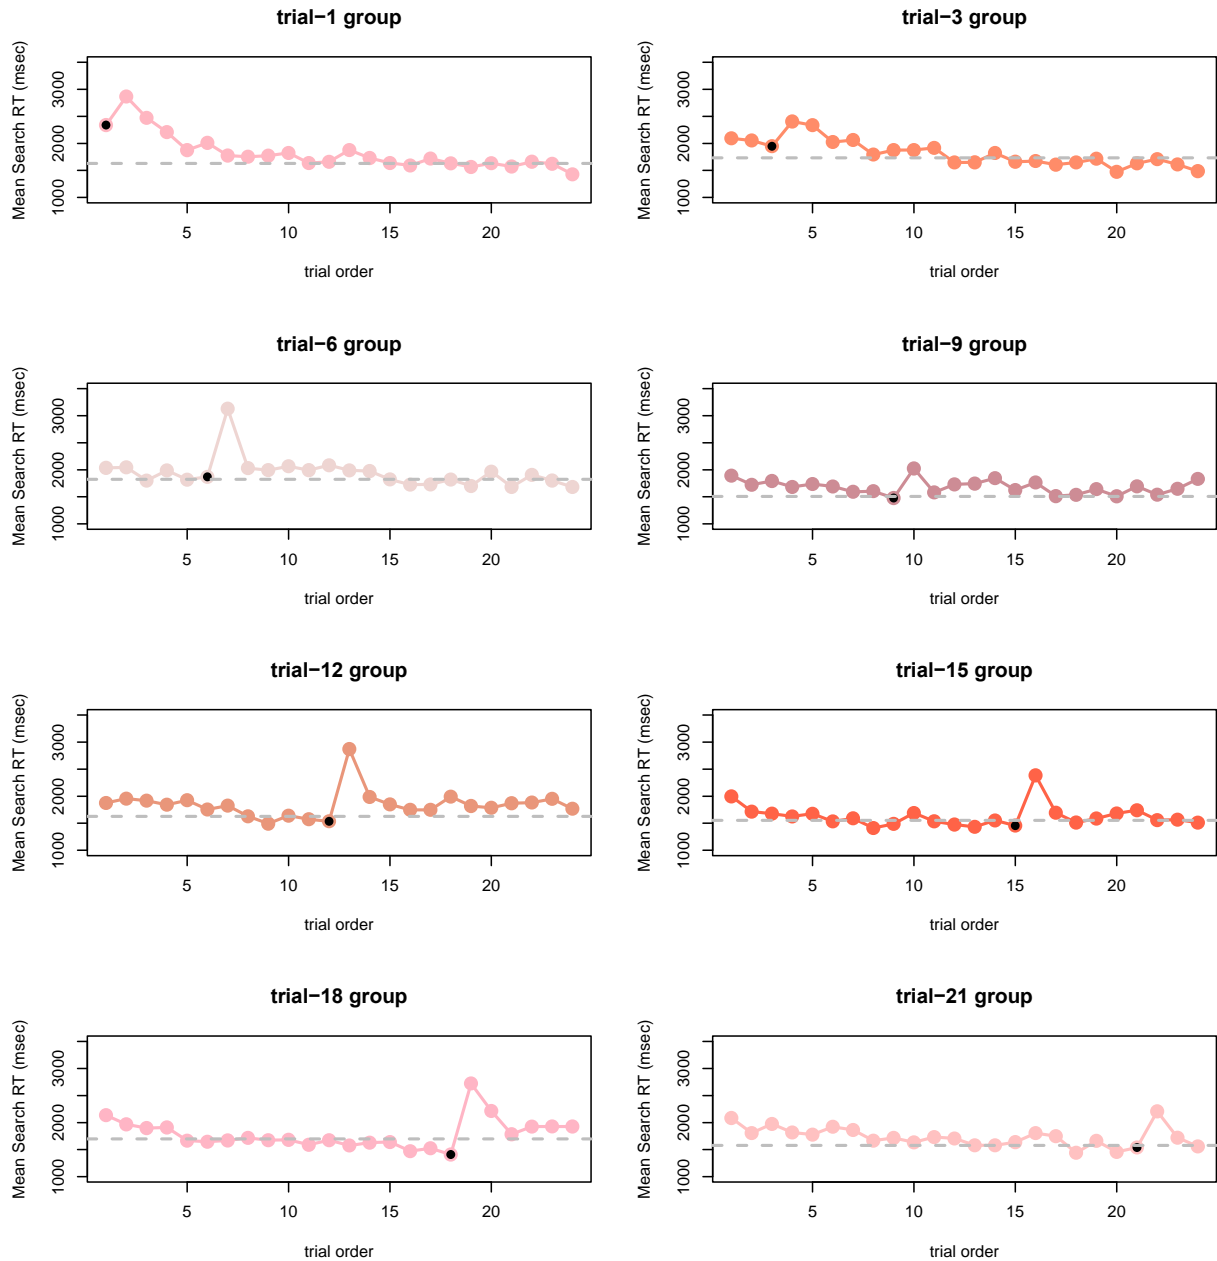 trial−1 group
Mean Search RT (msec)
3000
2000
1000
5 10 15 20
trial order
trial−3 group
Mean Search RT (msec)
3000
2000
1000
5 10 15 20
trial order
trial−6 group
Mean Search RT (msec)
3000
2000
1000
5 10 15 20
trial order
trial−9 group
Mean Search RT (msec)
3000
2000
1000
5 10 15 20
trial order
trial−12 group
Mean Search RT (msec)
3000
2000
1000
5 10 15 20
trial order
trial−15 group
Mean Search RT (msec)
3000
2000
1000
5 10 15 20
trial order
trial−18 group
Mean Search RT (msec)
3000
2000
1000
5 10 15 20
trial order
trial−21 group
Mean Search RT (msec)
3000
2000
1000
5 10 15 20
trial order